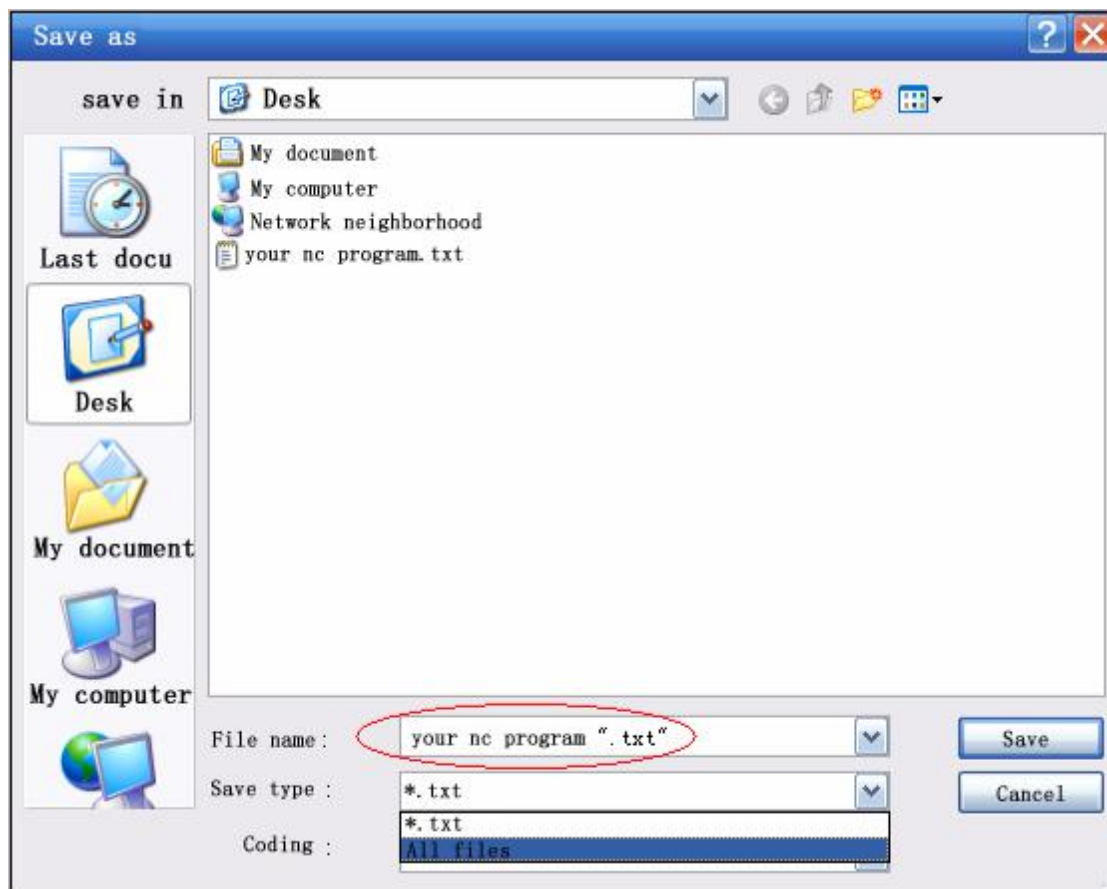 Save as
save in
Desk
My document
My computer
Network neighborhood
your nc program.txt
Last docu
Desk
My document
My computer
File name:
your nc program ".txt"
Save
Save type :
*.txt
Cancel
*.txt
Coding :
All files